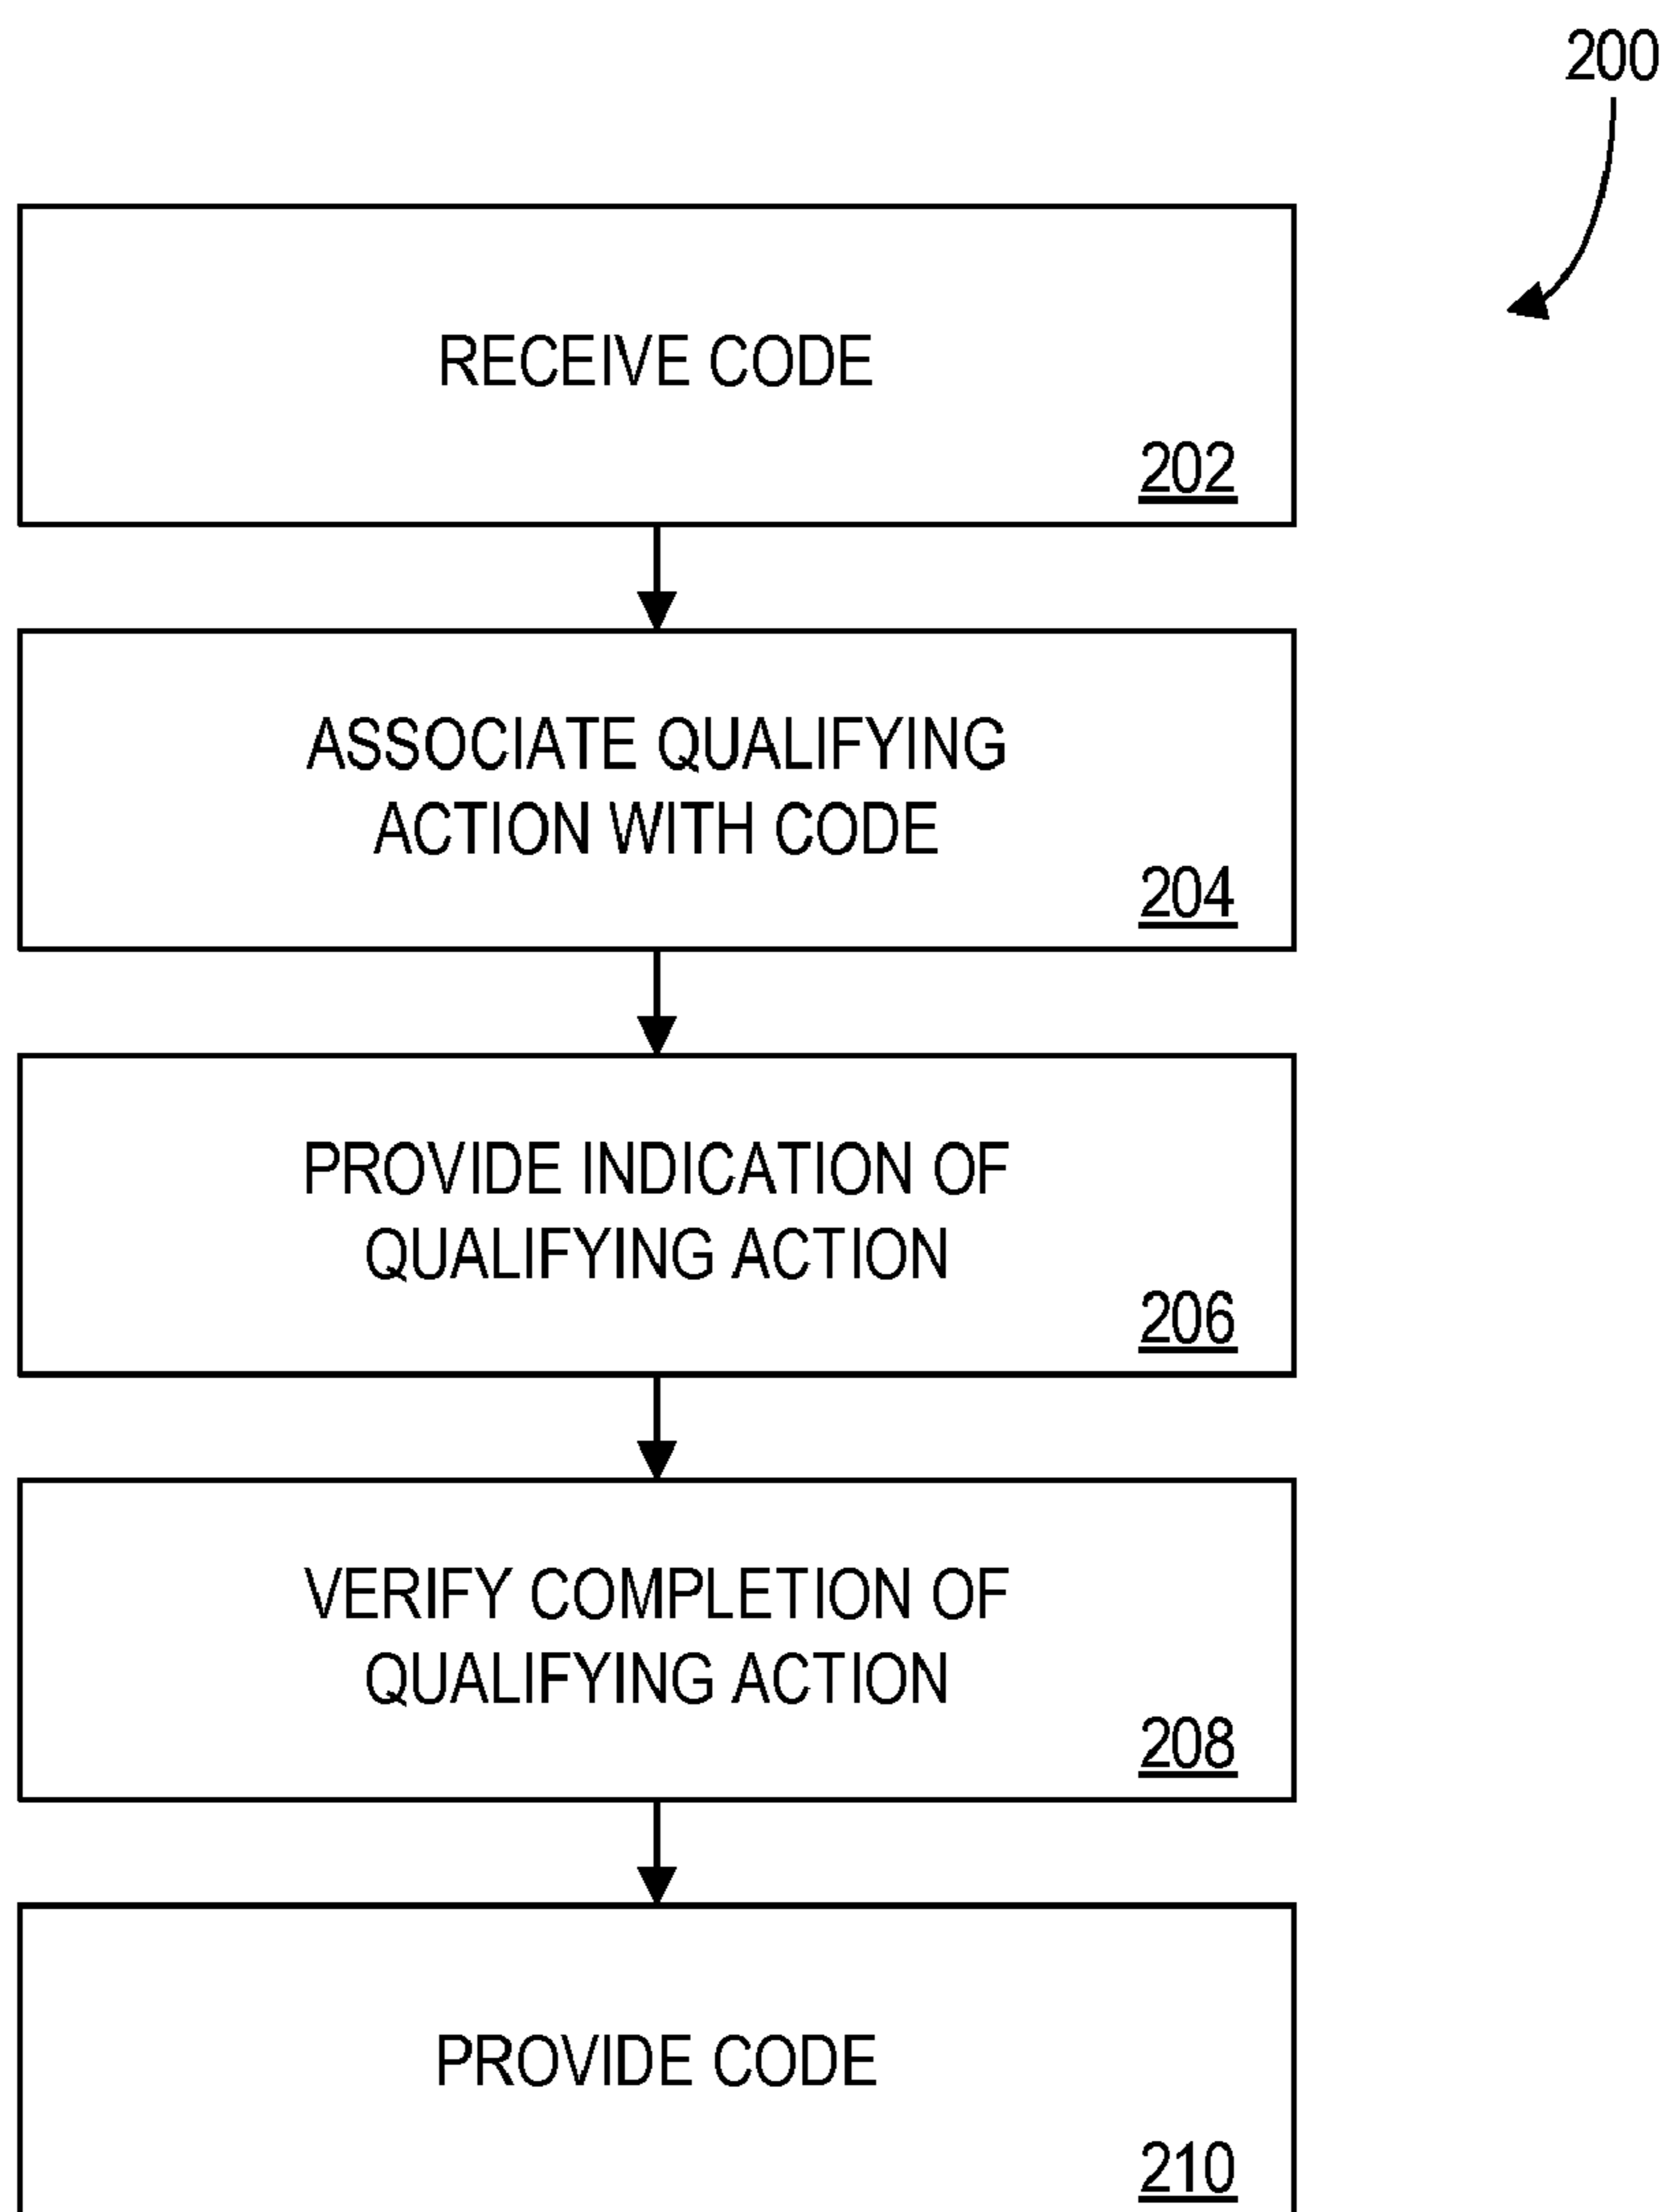 200
RECEIVE CODE
202
ASSOCIATE QUALIFYING
ACTION WITH CODE
204
PROVIDE INDICATION OF
QUALIFYING ACTION
206
VERIFY COMPLETION OF
QUALIFYING ACTION
208
PROVIDE CODE
210